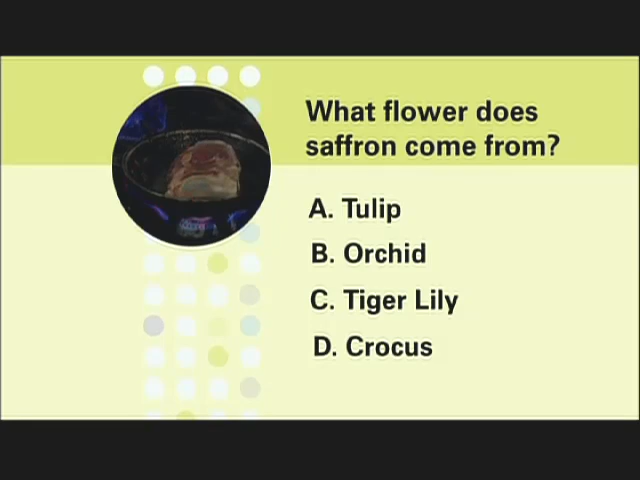 What flower does
saffron come from?
A. Tulip
B. Orchid
C. Tiger Lily
D. Crocus